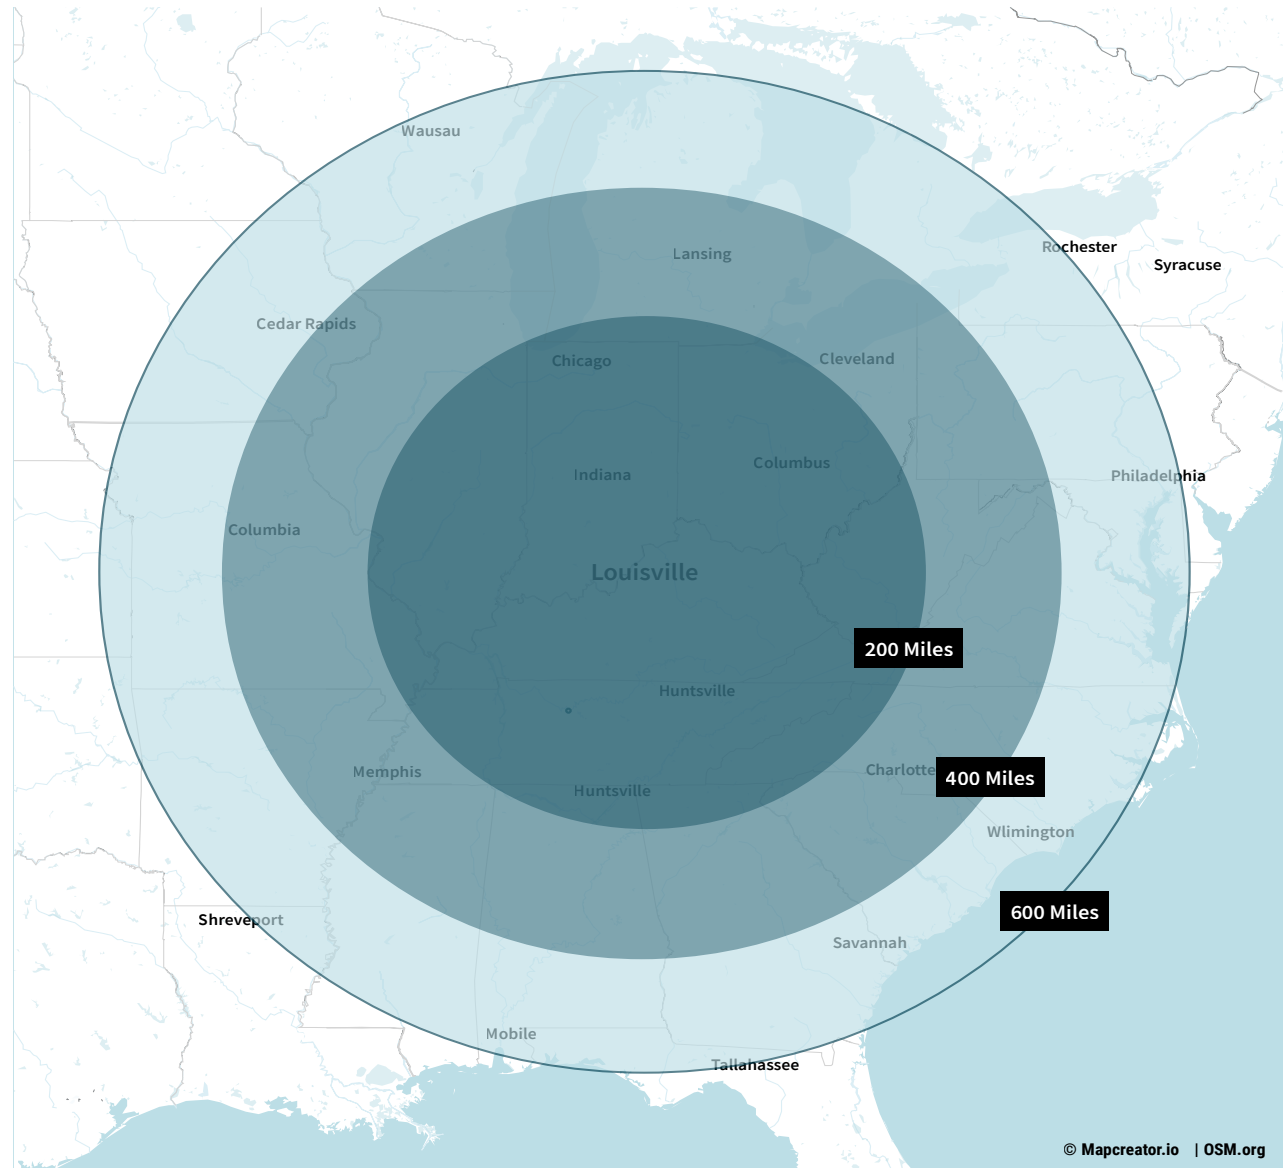 Wausau
Rochester
Lansing
Syracuse
Cedar Rapids
Chicago
Cleveland
Columbus
Indiana
Philadelphia
Columbia
Louisville
200 Miles
Huntsville
Memphis
Charlotte
400 Miles
Huntsville
Wlimington
600 Miles
Shreveport
Savannah
Mobile
Tallahassee
© Mapcreator.io | OSM.org